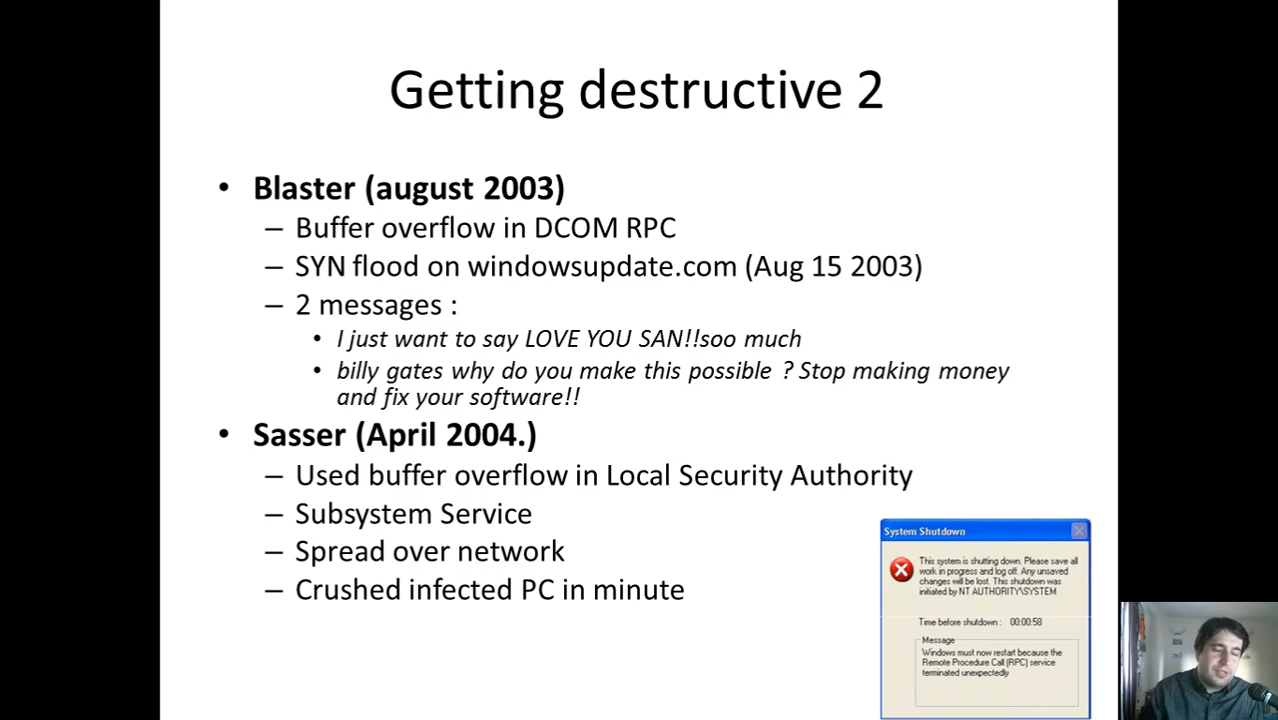 Getting destructive 2
• Blaster (august 2003)
– Buffer overflow in DCOM RPC
– SYN flood on windowsupdate.com (Aug 15 2003)
– 2 messages :
• I just want to say LOVE YOU SAN!!soo much
• billy gates why do you make this possible ? Stop making money
and fix your software!!
• Sasser (April 2004.)
– Used buffer overflow in Local Security Authority
– Subsystem Service
– Spread over network
– Crushed infected PC in minute
System Shutdown
This system is shutting down. Please save all
work in progress and log off. Any unsaved
changes will be lost. This shutdown was
initiated by NT AUTHORITY\SYSTEM
Time before shutdown : 00:00:58
Message
Windows must now restart because the
Remote Procedure Call (RPC) service
terminated unexpectedly